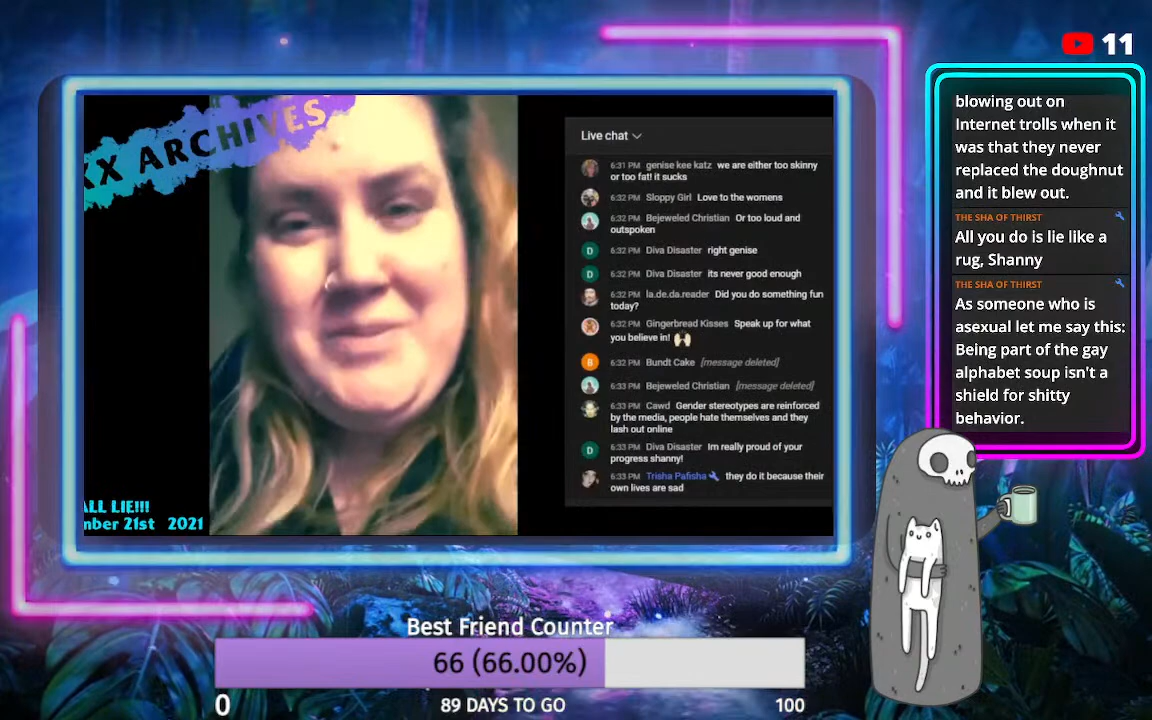 XX ARCHIVES
11
blowing out on
Internet trolls when it
was that they never
replaced the doughnut
and it blew out.
THE SHA OF THIRST
All you do is lie like a
rug, Shanny
THE SHA OF THIRST
As someone who is
asexual let me say this:
Being part of the gay
alphabet soup isn't a
shield for shitty
behavior.
Live chat
6:31 PM genise kee katz we are either too skinny
or too fat! it sucks
6:32 PM Sloppy Girl Love to the womens
6:32 PM Bejeweled Christian Or too loud and
outspoken
D 6:32 PM Diva Disaster right genise
D 6:32 PM Diva Disaster its never good enough
6:32 PM la.de.da.reader Did you do something fun
today?
6:32 PM Gingerbread Kisses Speak up for what
you believe in!
B 6:32 PM Bundt Cake [message deleted]
6:33 PM Bejeweled Christian [message deleted]
6:33 PM Cawd Gender stereotypes are reinforced
by the media, people hate themselves and they
lash out online
D 6:33 PM Diva Disaster Im really proud of your
progress shanny!
6:33 PM Trisha Pafisha they do it because their
own lives are sad
ALL LIE!!!
mber 21st 2021
Best Friend Counter
66 (66.00%)
0 89 DAYS TO GO 100